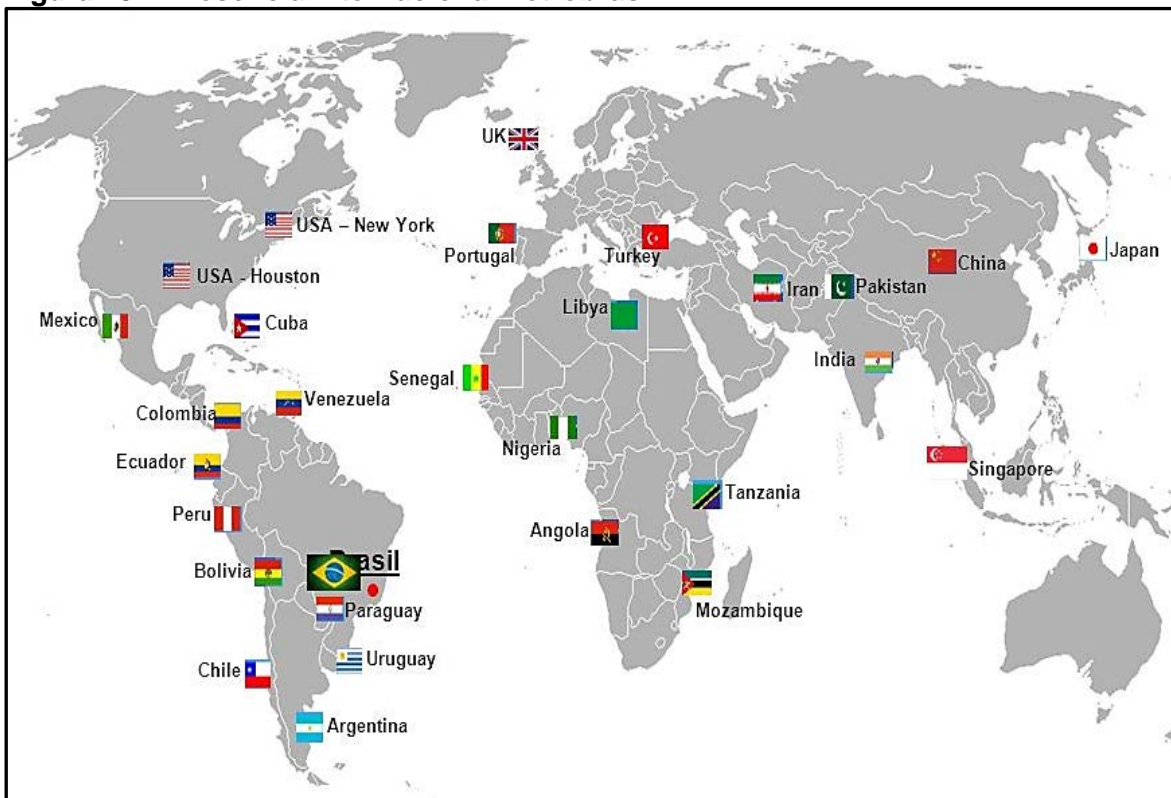 UK
USA – New York
Portugal
Turkey
China
Japan
USA - Houston
Iran
Pakistan
Mexico
Cuba
Libya
India
Senegal
Venezuela
Colombia
Nigeria
Ecuador
Singapore
Tanzania
Peru
Angola
Brasil
Bolivia
Paraguay
Mozambique
Uruguay
Chile
Argentina